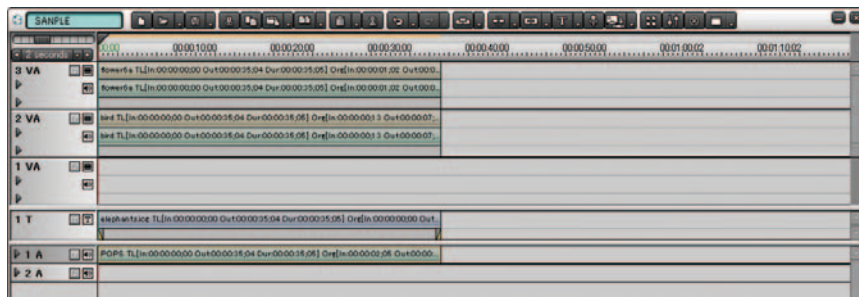 SANPLE
2 seconds 00;00 00:00:10;00 00:00:20;00 00:00:30;00 00:00:40;00 00:00:50;00 00:01:00;02 00:01:10;02
3 VA flower6a TL[In:00:00:00;00 Out:00:00:35;04 Dur:00:00:35;05] Org[In:00:00:01;02 Out:00:0...
flower6a TL[In:00:00:00;00 Out:00:00:35;04 Dur:00:00:35;05] Org[In:00:00:01;02 Out:00:0...
2 VA bird TL[In:00:00:00;00 Out:00:00:35;04 Dur:00:00:35;05] Org[In:00:00:00;13 Out:00:00:07;...
bird TL[In:00:00:00;00 Out:00:00:35;04 Dur:00:00:35;05] Org[In:00:00:00;13 Out:00:00:07;...
1 VA
1 T elephants.icg TL[In:00:00:00;00 Out:00:00:35;04 Dur:00:00:35;05] Org[In:00:00:00;00 Out...
1 A POPS TL[In:00:00:00;00 Out:00:00:35;04 Dur:00:00:35;05] Org[In:00:00:02;05 Out:00:00...
2 A